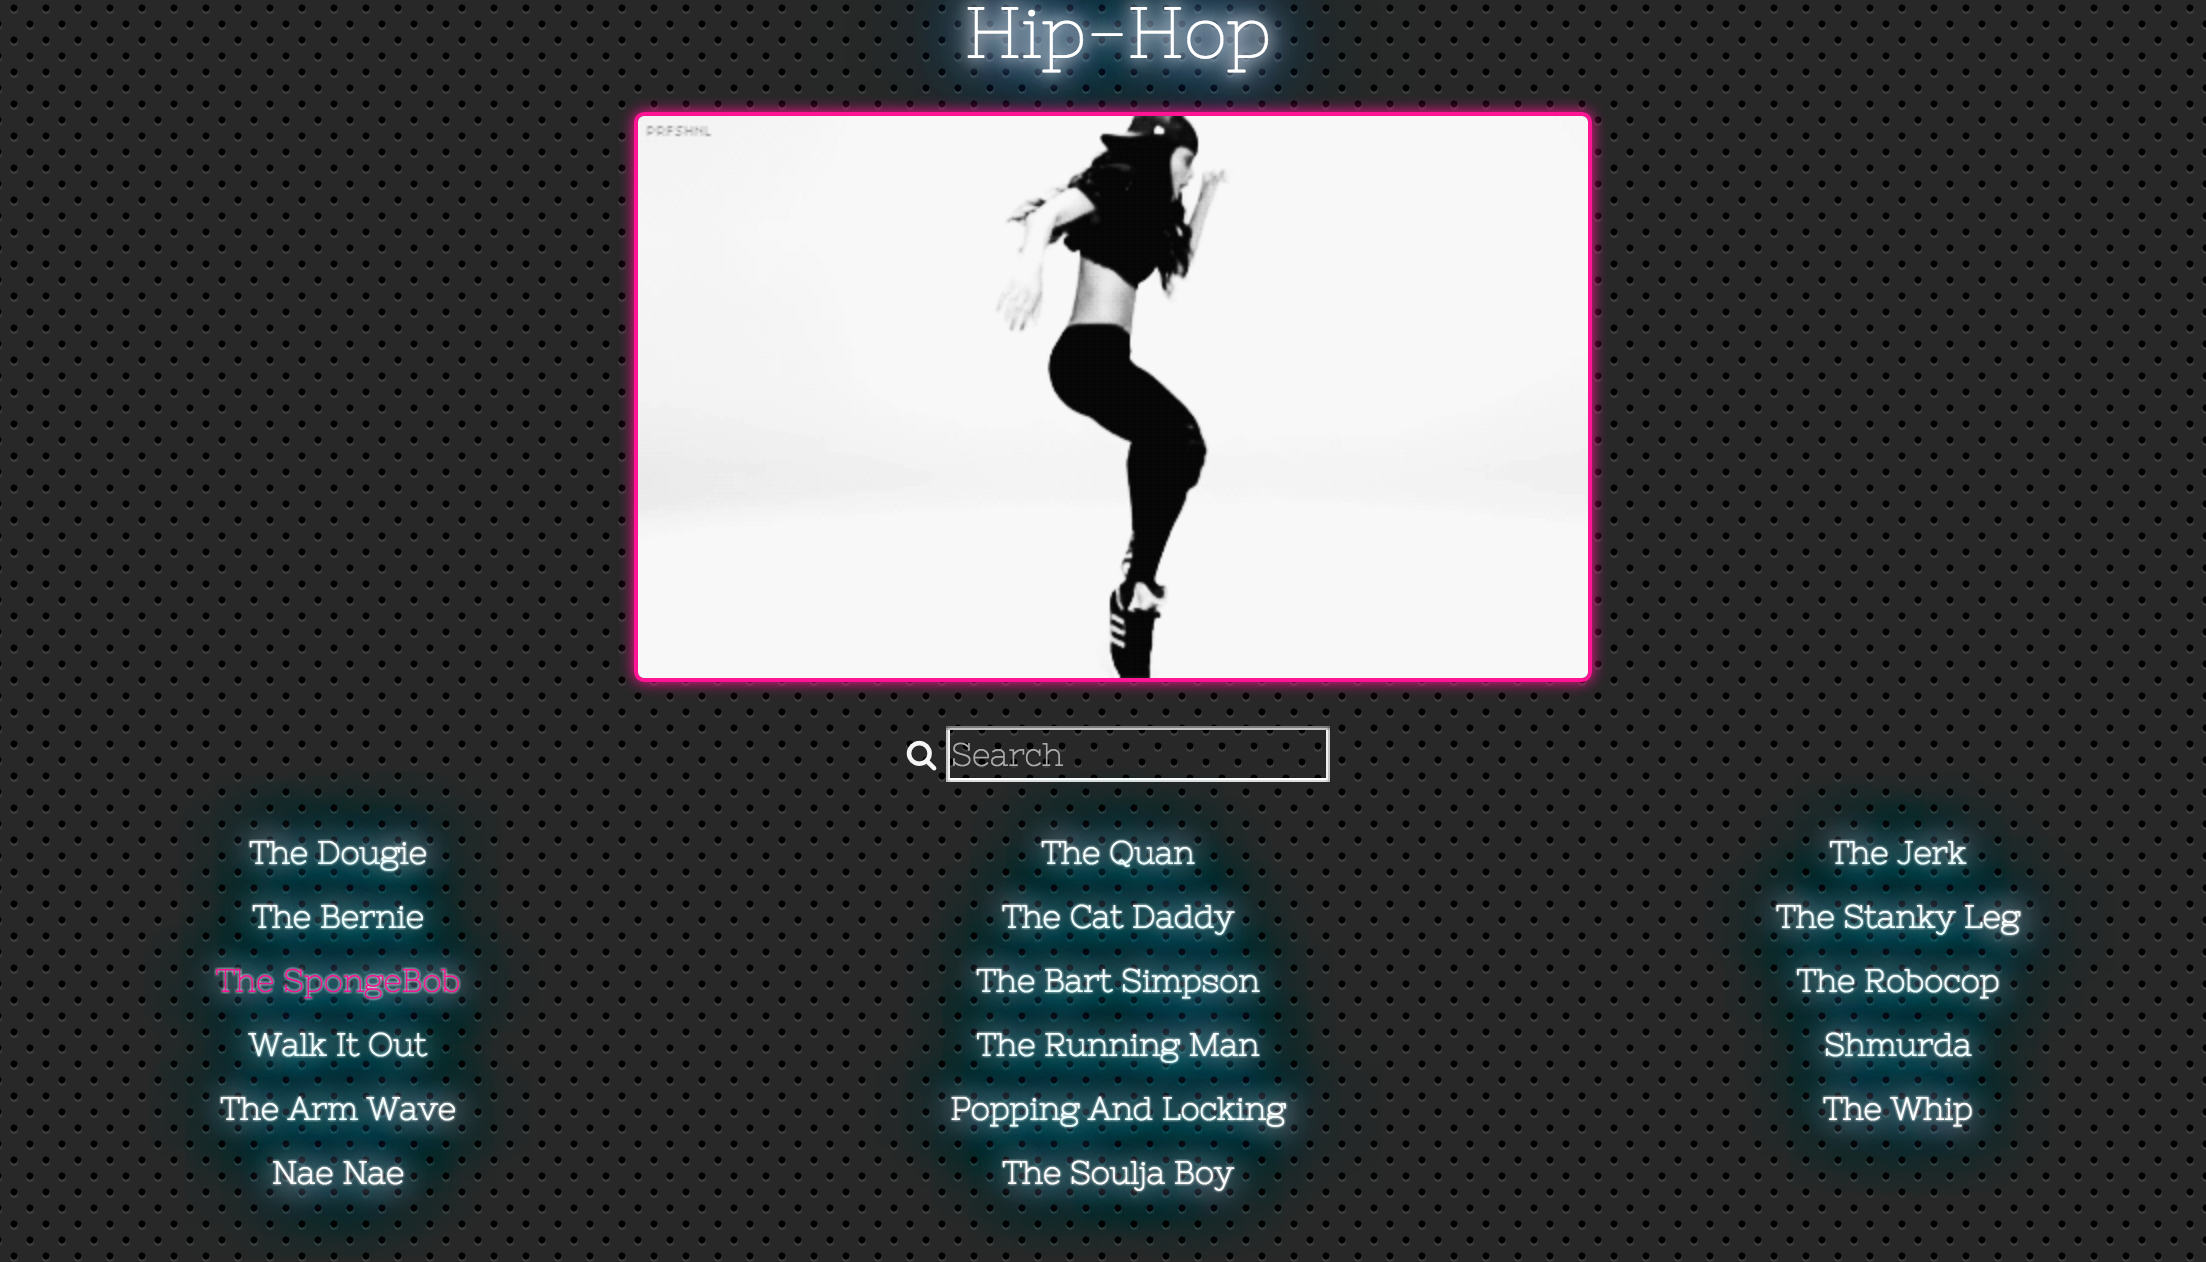 Hip-Hop
PRFSHNL
Search
The Dougie
The Quan
The Jerk
The Bernie
The Cat Daddy
The Stanky Leg
The SpongeBob
The Bart Simpson
The Robocop
Walk It Out
The Running Man
Shmurda
The Arm Wave
Popping And Locking
The Whip
Nae Nae
The Soulja Boy